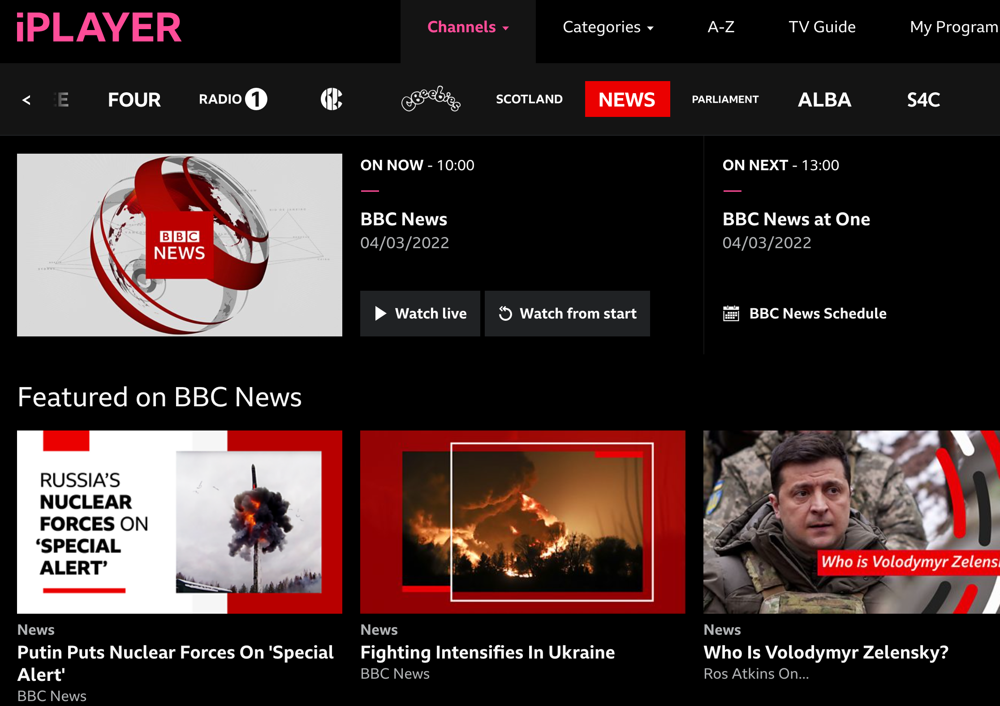 iPLAYER
Channels
Categories
A-Z
TV Guide
My Program
<
E
FOUR
RADIO 1
CBeebies
SCOTLAND
NEWS
PARLIAMENT
ALBA
S4C
BBC
NEWS
ON NOW - 10:00
BBC News
04/03/2022
Watch live
Watch from start
ON NEXT - 13:00
BBC News at One
04/03/2022
BBC News Schedule
Featured on BBC News
RUSSIA'S
NUCLEAR
FORCES ON
‘SPECIAL
ALERT’
News
Putin Puts Nuclear Forces On 'Special
Alert'
BBC News
News
Fighting Intensifies In Ukraine
BBC News
Who is Volodymyr Zelens
News
Who Is Volodymyr Zelensky?
Ros Atkins On...